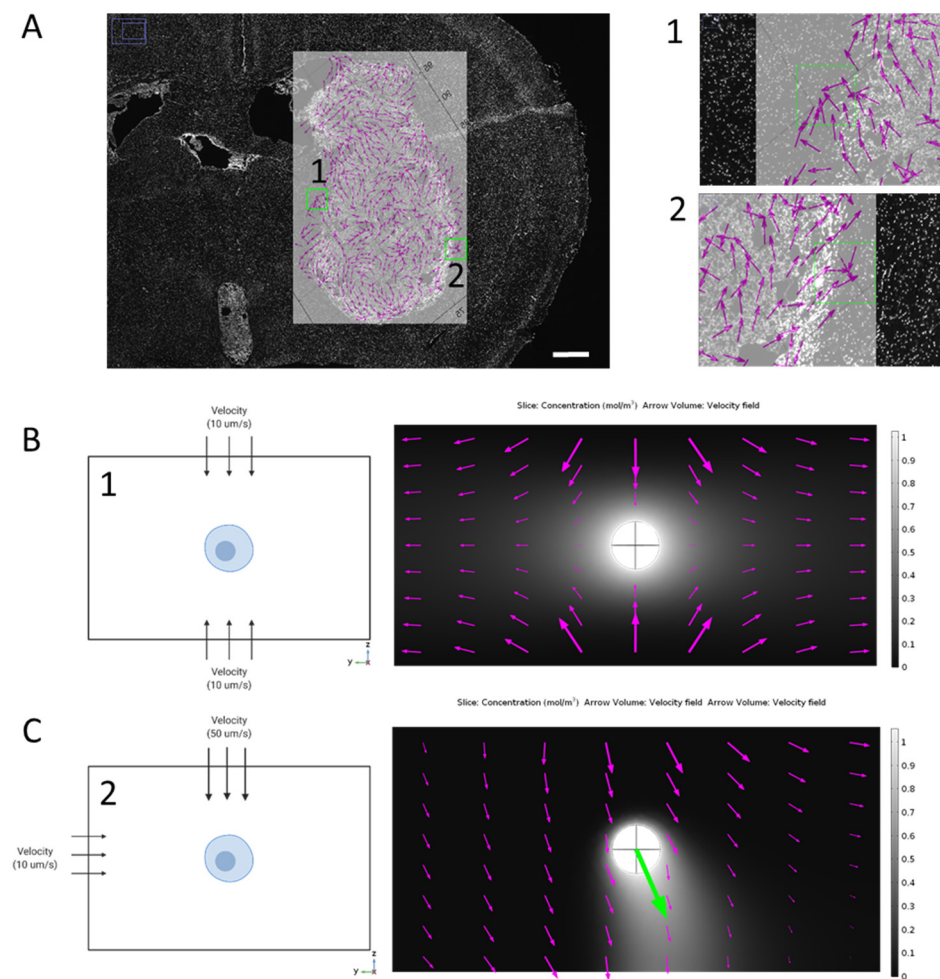 A
1
2
1
2
B
Velocity
(10 um/s)
1
Velocity
(10 um/s)
z
y
x
Slice: Concentration (mol/m³) Arrow Volume: Velocity field
1
0.9
0.8
0.7
0.6
0.5
0.4
0.3
0.2
0.1
0
C
Velocity
(50 um/s)
2
Velocity
(10 um/s)
z
y
x
Slice: Concentration (mol/m³) Arrow Volume: Velocity field Arrow Volume: Velocity field
1
0.9
0.8
0.7
0.6
0.5
0.4
0.3
0.2
0.1
0